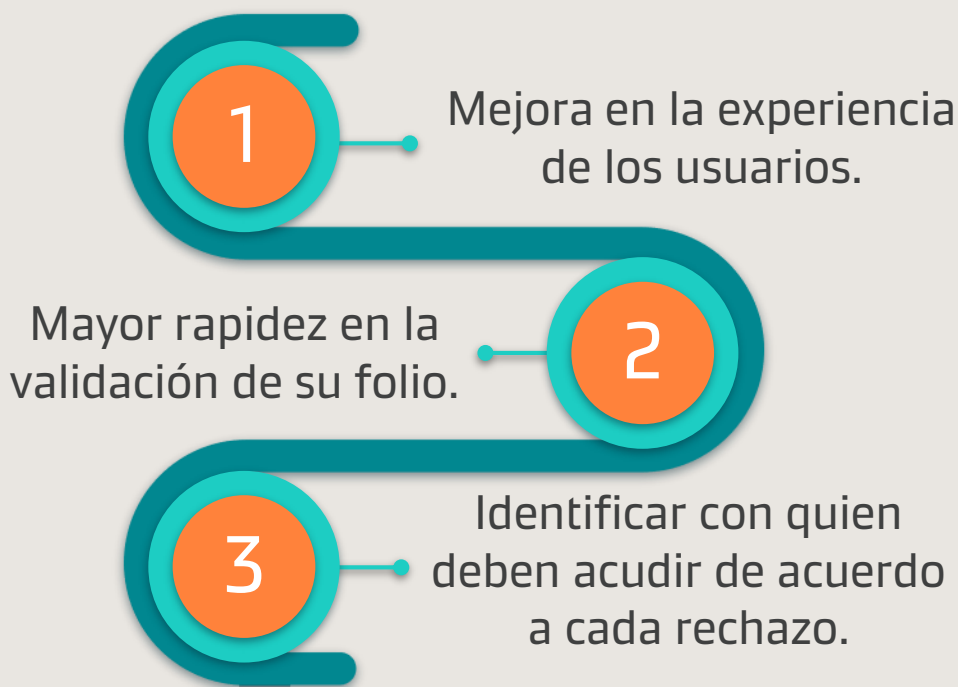 1
Mejora en la experiencia
de los usuarios.
Mayor rapidez en la
validación de su folio.
2
3
Identificar con quien
deben acudir de acuerdo
a cada rechazo.